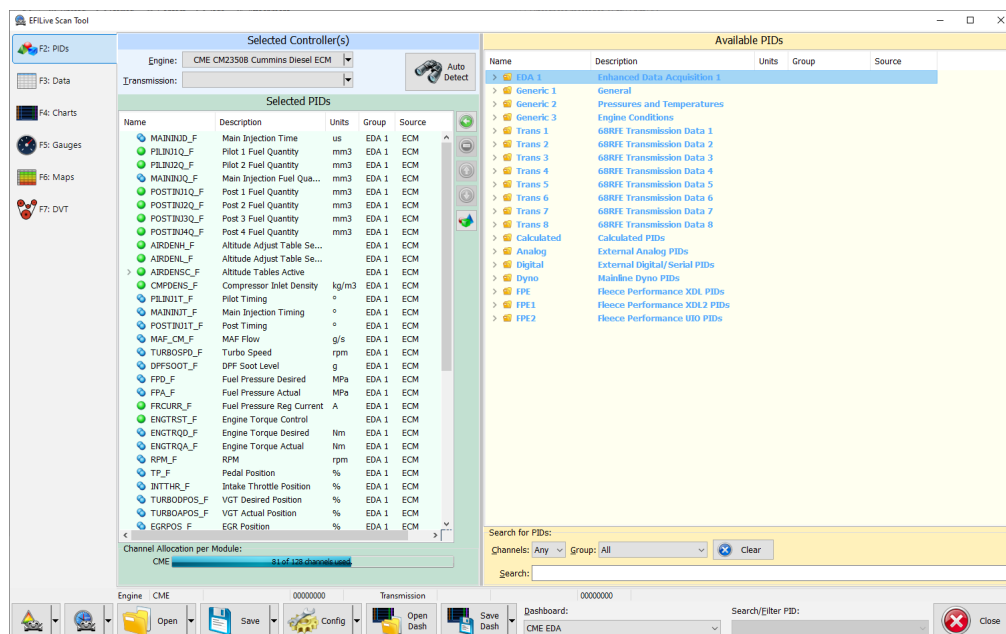 EFILive Scan Tool
F2: PIDs
F3: Data
F4: Charts
F5: Gauges
F6: Maps
F7: DVT
Selected Controller(s)
Engine: CME CM2350B Cummins Diesel ECM
Transmission:
Auto Detect
Selected PIDs
Name Description Units Group Source
MAININJD_F Main Injection Time us EDA 1 ECM
PILINJ1Q_F Pilot 1 Fuel Quantity mm3 EDA 1 ECM
PILINJ2Q_F Pilot 2 Fuel Quantity mm3 EDA 1 ECM
MAININJQ_F Main Injection Fuel Qua... mm3 EDA 1 ECM
POSTINJ1Q_F Post 1 Fuel Quantity mm3 EDA 1 ECM
POSTINJ2Q_F Post 2 Fuel Quantity mm3 EDA 1 ECM
POSTINJ3Q_F Post 3 Fuel Quantity mm3 EDA 1 ECM
POSTINJ4Q_F Post 4 Fuel Quantity mm3 EDA 1 ECM
AIRDENH_F Altitude Adjust Table Se... EDA 1 ECM
AIRDENL_F Altitude Adjust Table Se... EDA 1 ECM
AIRDENSC_F Altitude Tables Active EDA 1 ECM
CMPDENS_F Compressor Inlet Density kg/m3 EDA 1 ECM
PILINJ1T_F Pilot Timing ° EDA 1 ECM
MAININJT_F Main Injection Timing ° EDA 1 ECM
POSTINJ1T_F Post Timing ° EDA 1 ECM
MAF_CM_F MAF Flow g/s EDA 1 ECM
TURBOSPD_F Turbo Speed rpm EDA 1 ECM
DPFSOOT_F DPF Soot Level g EDA 1 ECM
FPD_F Fuel Pressure Desired MPa EDA 1 ECM
FPA_F Fuel Pressure Actual MPa EDA 1 ECM
FRCURR_F Fuel Pressure Reg Current A EDA 1 ECM
ENGTRST_F Engine Torque Control EDA 1 ECM
ENGTRQD_F Engine Torque Desired Nm EDA 1 ECM
ENGTRQA_F Engine Torque Actual Nm EDA 1 ECM
RPM_F RPM rpm EDA 1 ECM
TP_F Pedal Position % EDA 1 ECM
INTTHR_F Intake Throttle Position % EDA 1 ECM
TURBODPOS_F VGT Desired Position % EDA 1 ECM
TURBOAPOS_F VGT Actual Position % EDA 1 ECM
EGRPOS_F EGR Position % EDA 1 ECM
Channel Allocation per Module:
CME 81 of 128 channels used.
Available PIDs
Name Description Units Group Source
EDA 1 Enhanced Data Acquisition 1
Generic 1 General
Generic 2 Pressures and Temperatures
Generic 3 Engine Conditions
Trans 1 68RFE Transmission Data 1
Trans 2 68RFE Transmission Data 2
Trans 3 68RFE Transmission Data 3
Trans 4 68RFE Transmission Data 4
Trans 5 68RFE Transmission Data 5
Trans 6 68RFE Transmission Data 6
Trans 7 68RFE Transmission Data 7
Trans 8 68RFE Transmission Data 8
Calculated Calculated PIDs
Analog External Analog PIDs
Digital External Digital/Serial PIDs
Dyno Mainline Dyno PIDs
FPE Fleece Performance XDL PIDs
FPE1 Fleece Performance XDL2 PIDs
FPE2 Fleece Performance UIO PIDs
Search for PIDs:
Channels: Any Group: All Clear
Search:
Engine CME 00000000 Transmission 00000000
Open
Save
Config
Open Dash
Save Dash
Dashboard:
CME EDA
Search/Filter PID:
Close